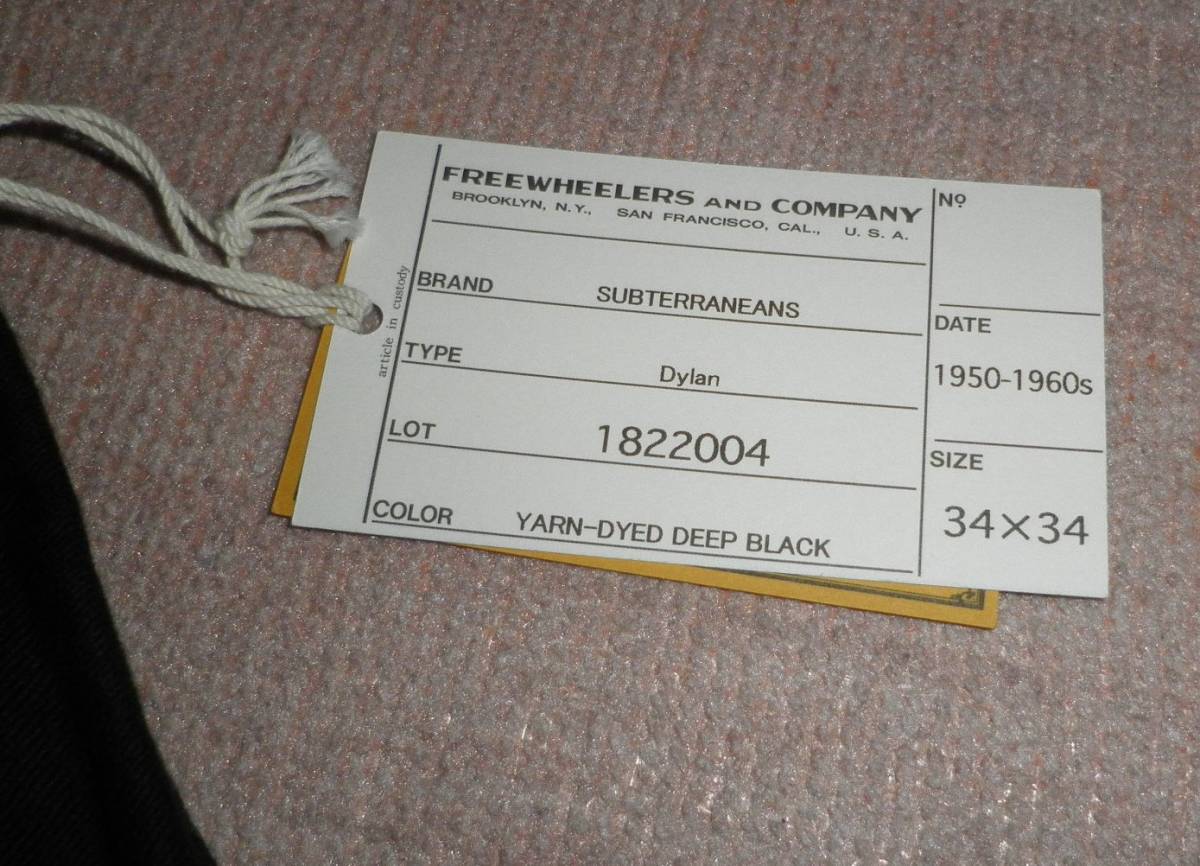 FREEWHEELERS AND COMPANY
BROOKLYN, N.Y., SAN FRANCISCO, CAL., U. S. A.
article in custody
BRAND SUBTERRANEANS
TYPE Dylan
LOT 1822004
COLOR YARN-DYED DEEP BLACK
Nº
DATE
1950-1960s
SIZE
34×34